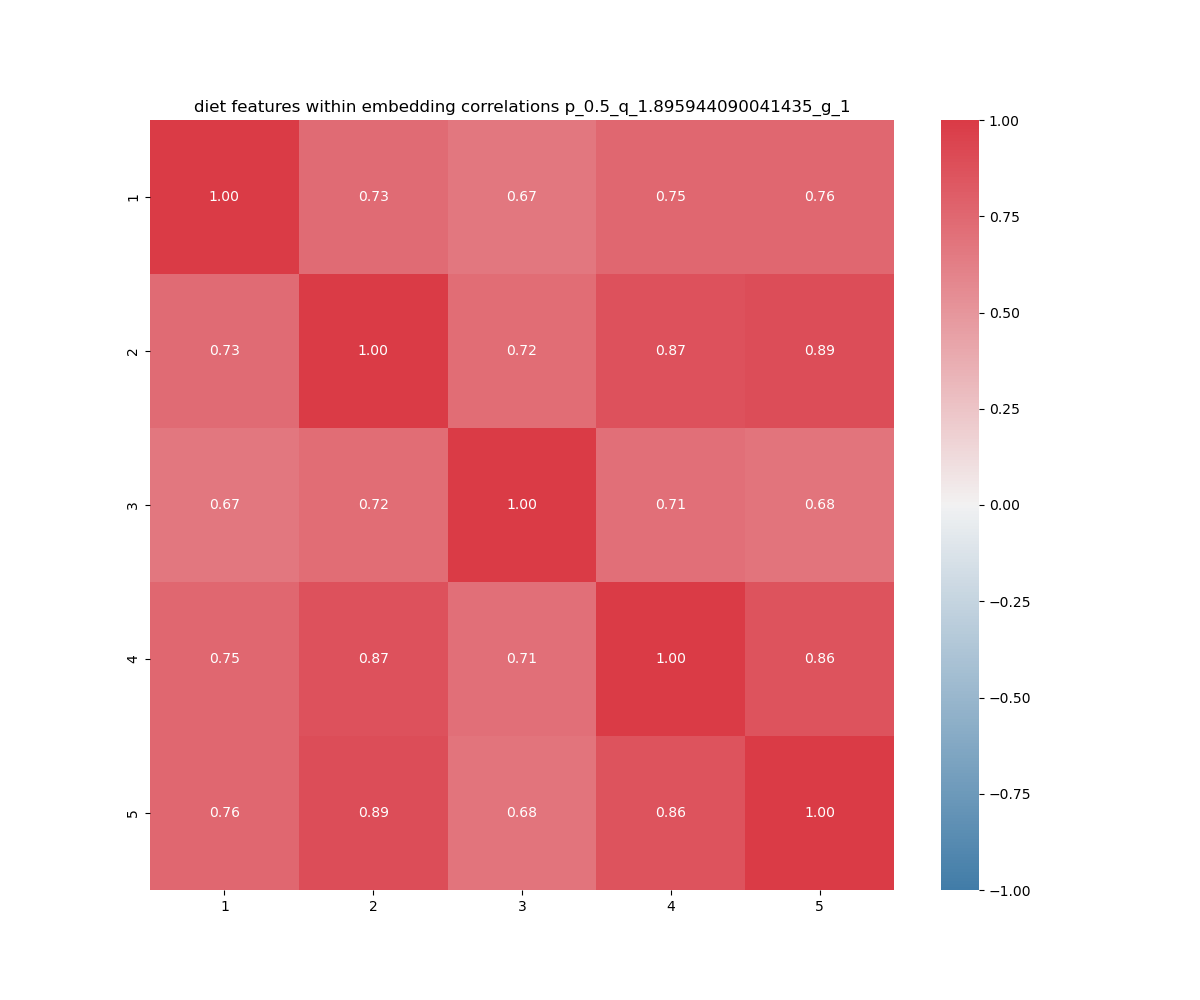 diet features within embedding correlations p_0.5_q_1.895944090041435_g_1
1 1.00 0.73 0.67 0.75 0.76
2 0.73 1.00 0.72 0.87 0.89
3 0.67 0.72 1.00 0.71 0.68
4 0.75 0.87 0.71 1.00 0.86
5 0.76 0.89 0.68 0.86 1.00
1 2 3 4 5
1.00
0.75
0.50
0.25
0.00
−0.25
−0.50
−0.75
−1.00